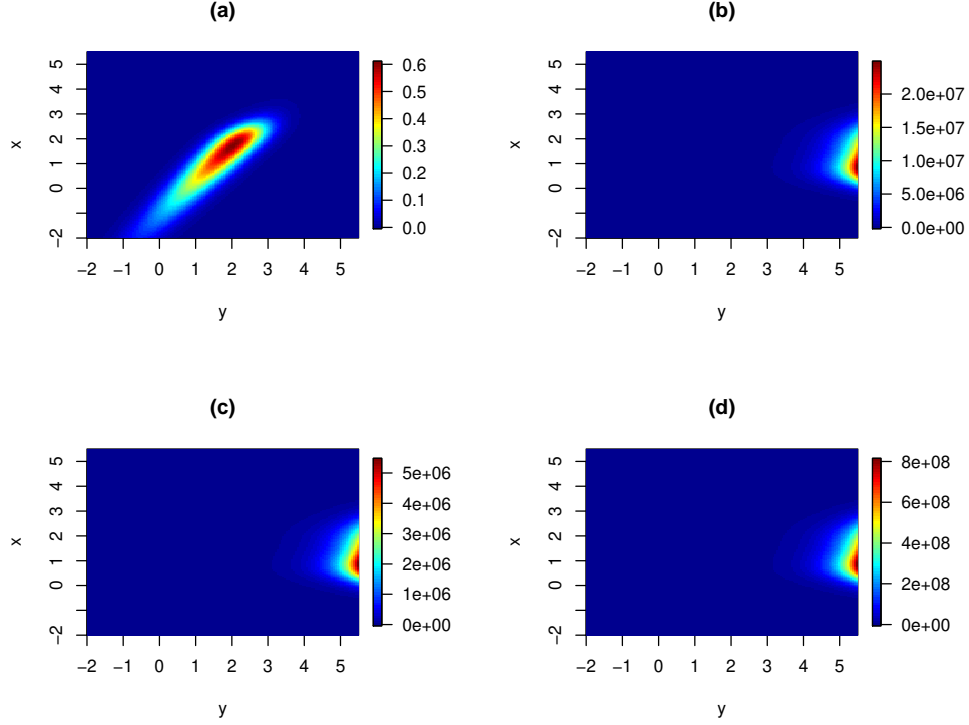 (a)
x
5
4
3
2
1
0
−2
−2 −1 0 1 2 3 4 5
y
0.6
0.5
0.4
0.3
0.2
0.1
0.0
(b)
x
5
4
3
2
1
0
−2
−2 −1 0 1 2 3 4 5
y
2.0e+07
1.5e+07
1.0e+07
5.0e+06
0.0e+00
(c)
x
5
4
3
2
1
0
−2
−2 −1 0 1 2 3 4 5
y
5e+06
4e+06
3e+06
2e+06
1e+06
0e+00
(d)
x
5
4
3
2
1
0
−2
−2 −1 0 1 2 3 4 5
y
8e+08
6e+08
4e+08
2e+08
0e+00